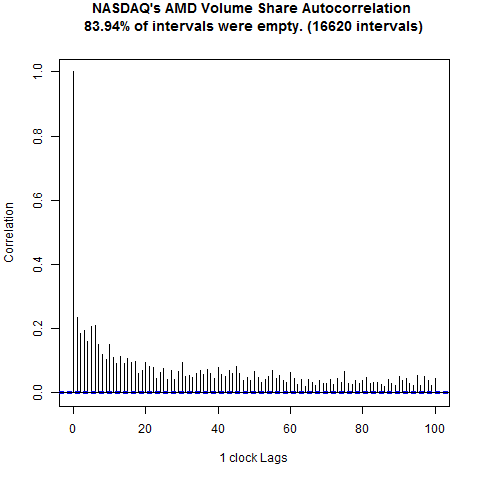 NASDAQ's AMD Volume Share Autocorrelation
83.94% of intervals were empty. (16620 intervals)
1.0
0.8
0.6
0.4
0.2
0.0
Correlation
0 20 40 60 80 100
1 clock Lags